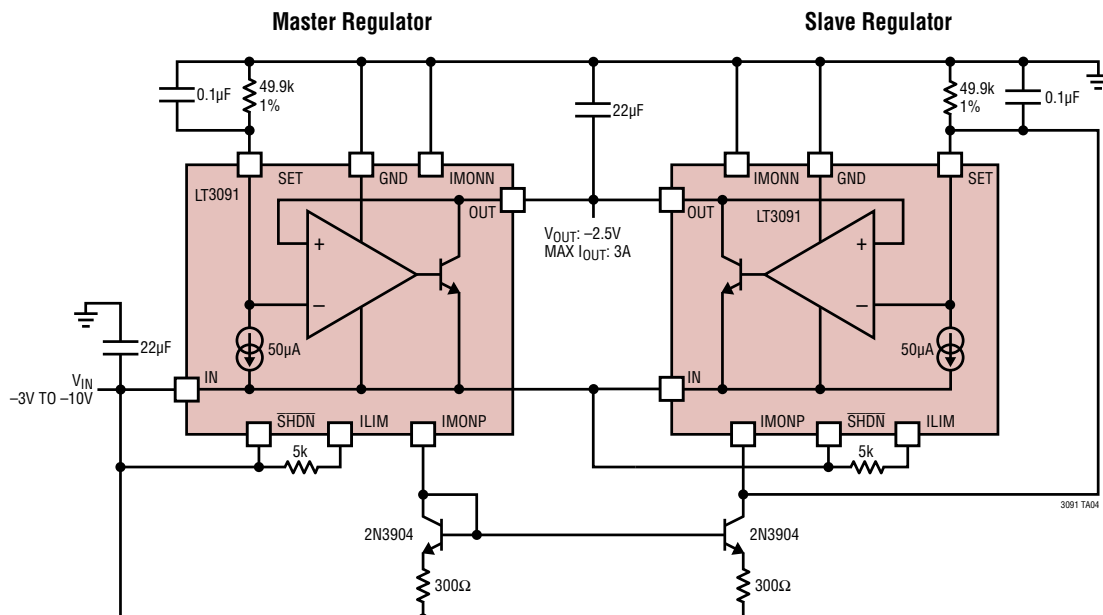 Master Regulator
Slave Regulator
0.1µF
49.9k
1%
22µF
49.9k
1%
0.1µF
SET
GND
IMONN
IMONN
GND
SET
LT3091
OUT
OUT
LT3091
+
+
VOUT: –2.5V
MAX IOUT: 3A
–
–
22µF
50µA
50µA
VIN
–3V TO –10V
IN
IN
SHDN
ILIM
IMONP
IMONP
SHDN
ILIM
5k
5k
3091 TA04
2N3904
2N3904
300Ω
300Ω